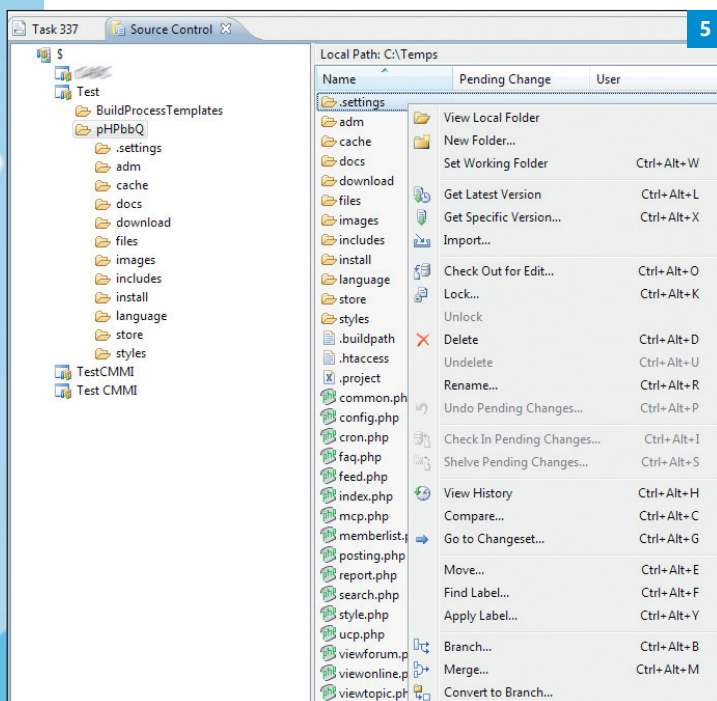 Task 337
Source Control
5
$
Test
BuildProcessTemplates
pHPbbQ
.settings
adm
cache
docs
download
files
images
includes
install
language
store
styles
TestCMMI
Test CMMI
Local Path: C:\Temps
Name Pending Change User
.settings
adm
cache
docs
download
files
images
includes
install
language
store
styles
.buildpath
.htaccess
.project
common.ph
config.php
cron.php
faq.php
feed.php
index.php
mcp.php
memberlist.p
posting.php
report.php
search.php
style.php
ucp.php
viewforum.p
viewonline.p
viewtopic.ph
View Local Folder
New Folder...
Set Working Folder Ctrl+Alt+W
Get Latest Version Ctrl+Alt+L
Get Specific Version... Ctrl+Alt+X
Import...
Check Out for Edit... Ctrl+Alt+O
Lock... Ctrl+Alt+K
Unlock
Delete Ctrl+Alt+D
Undelete Ctrl+Alt+U
Rename... Ctrl+Alt+R
Undo Pending Changes... Ctrl+Alt+P
Check In Pending Changes... Ctrl+Alt+I
Shelve Pending Changes... Ctrl+Alt+S
View History Ctrl+Alt+H
Compare... Ctrl+Alt+C
Go to Changeset... Ctrl+Alt+G
Move... Ctrl+Alt+E
Find Label... Ctrl+Alt+F
Apply Label... Ctrl+Alt+Y
Branch... Ctrl+Alt+B
Merge... Ctrl+Alt+M
Convert to Branch...